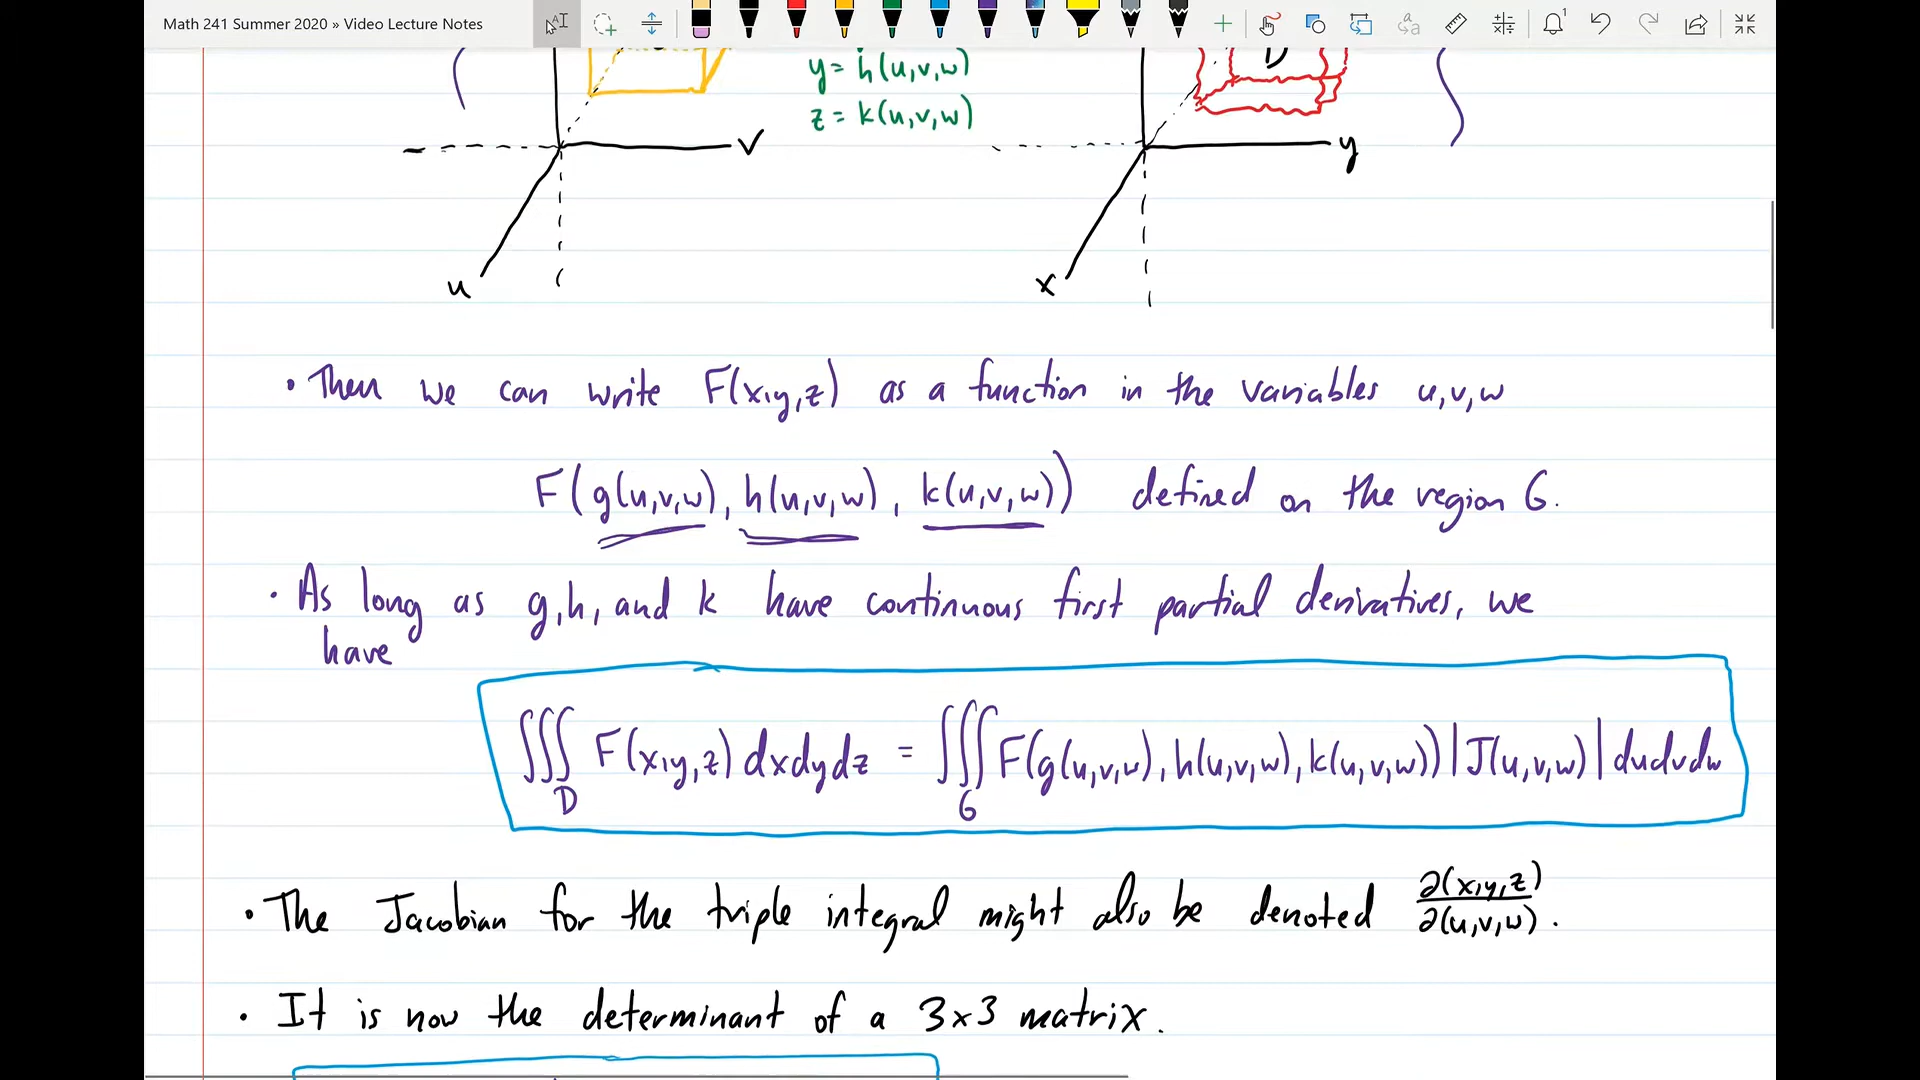 Math 241 Summer 2020 » Video Lecture Notes
y = h(u,v,w)
z = k(u,v,w)
D
v
y
u
x
• Then we can write F(x,y,z) as a function in the variables u,v,w
F(g(u,v,w), h(u,v,w), k(u,v,w)) defined on the region G.
• As long as g,h, and k have continuous first partial derivatives, we
have
∭_D F(x,y,z) dxdydz = ∭_G F(g(u,v,w), h(u,v,w), k(u,v,w)) |J(u,v,w)| dudvdw
• The Jacobian for the triple integral might also be denoted ∂(x,y,z)/∂(u,v,w).
• It is now the determinant of a 3×3 matrix.